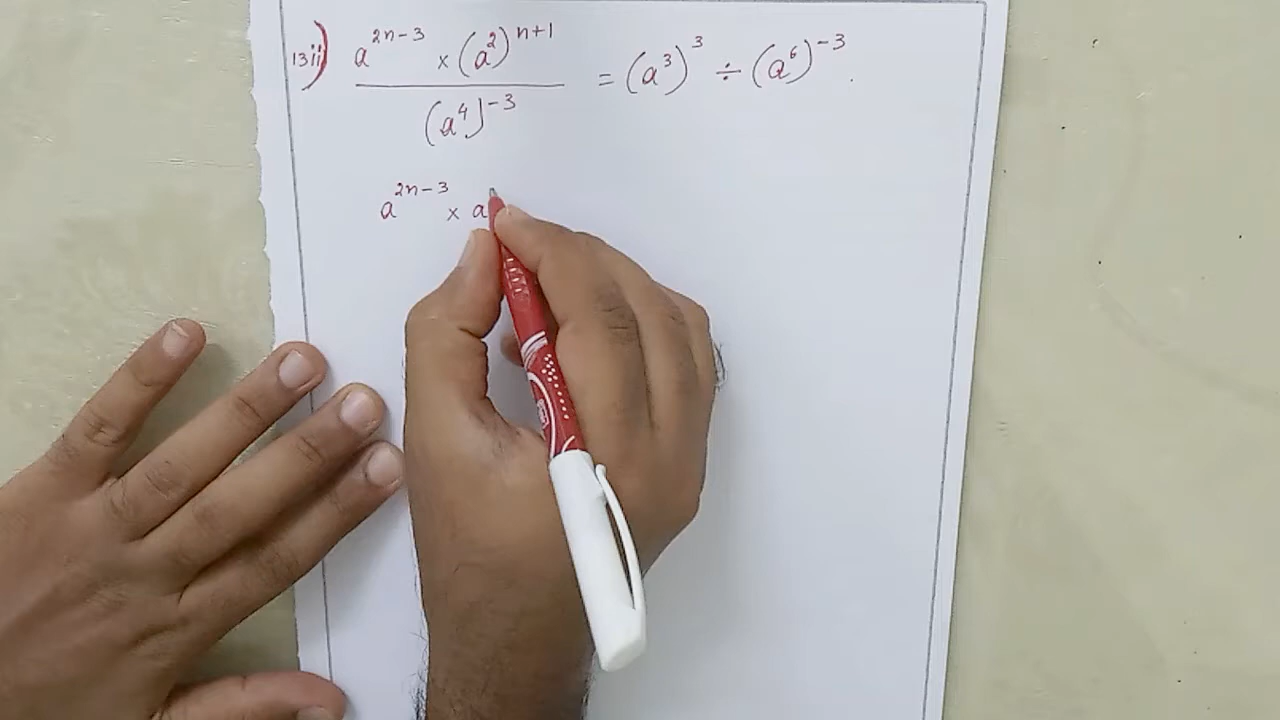 13ii) a^{2n-3} × (a^2)^{n+1} / (a^4)^{-3} = (a^3)^3 ÷ (a^6)^{-3}.
a^{2n-3} × a